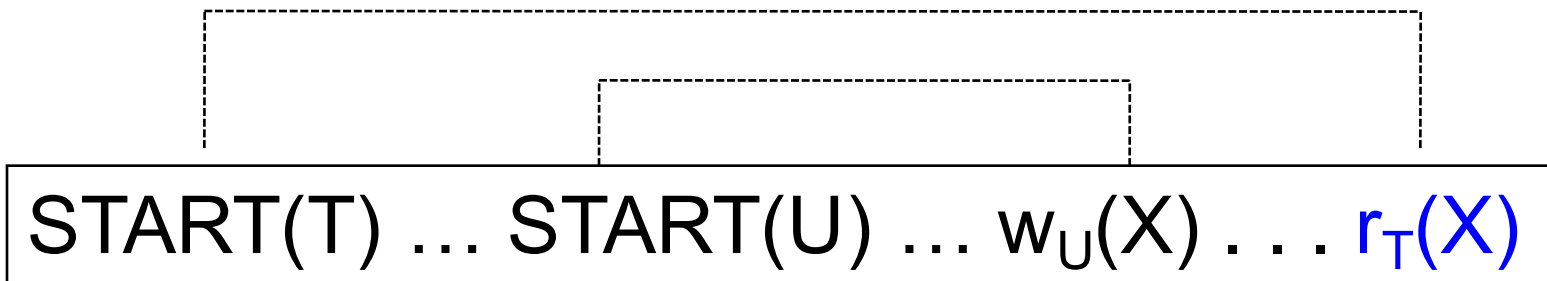 START(T) ... START(U) ... w_U(X) . . . r_T(X)